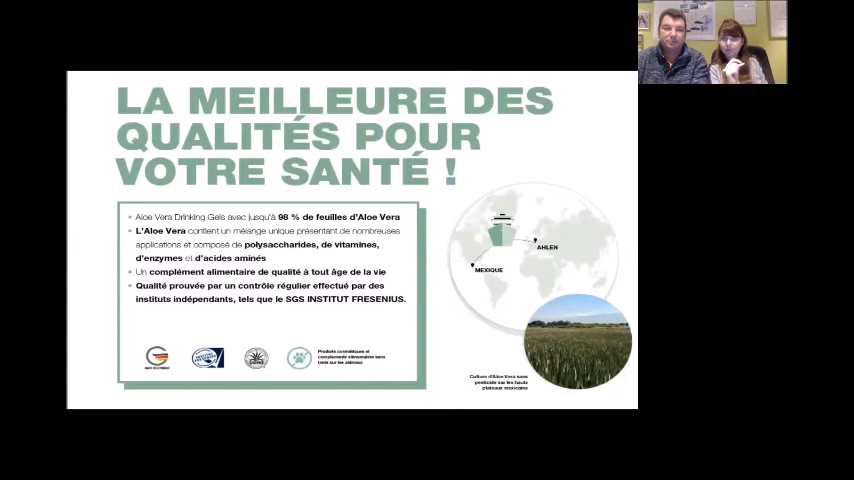 LA MEILLEURE DES
QUALITÉS POUR
VOTRE SANTÉ !
Aloe Vera Drinking Gels avec jusqu'à 98 % de feuilles d'Aloe Vera
L'Aloe Vera contient un mélange unique présentant de nombreuses
applications et composé de polysaccharides, de vitamines,
d'enzymes et d'acides aminés
Un complément alimentaire de qualité à tout âge de la vie
Qualité prouvée par un contrôle régulier effectué par des
instituts indépendants, tels que le SGS INSTITUT FRESENIUS.
AHLEN
MEXIQUE
Produits cosmétiques et
compléments alimentaires sans
tests sur les animaux
Culture d'Aloe Vera sans
pesticide sur les hauts
plateaux mexicains